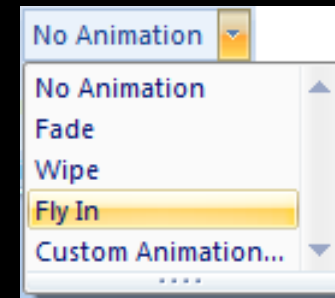 No Animation
No Animation
Fade
Wipe
Fly In
Custom Animation...